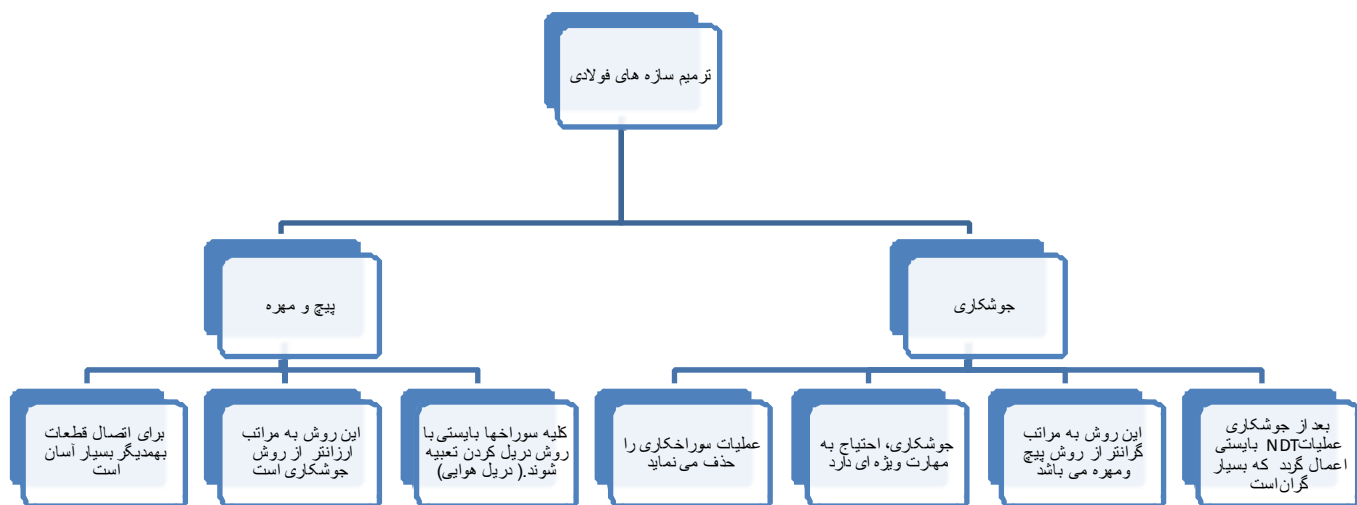 ترمیم سازه های فولادی
جوشکاری
پیچ و مهره
بعد از جوشکاری
عملیاتNDT بایستی
اعمال گردد که بسیار
گران است
این روش به مراتب
گرانتر از روش پیچ
ومهره می باشد
جوشکاری، احتیاج به
مهارت ویژه ای دارد
عملیات سوراخکاری را
حذف می نماید
کلیه سوراخها بایستی با
روش دریل کردن تعبیه
شوند.( دریل هوایی)
این روش به مراتب
ارزانتر از روش
جوشکاری است
برای اتصال قطعات
بهمدیگر بسیار آسان
است